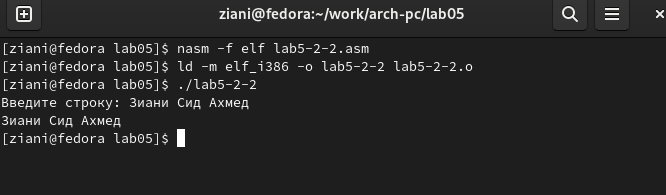 ziani@fedora:~/work/arch-pc/lab05
[ziani@fedora lab05]$ nasm -f elf lab5-2-2.asm
[ziani@fedora lab05]$ ld -m elf_i386 -o lab5-2-2 lab5-2-2.o
[ziani@fedora lab05]$ ./lab5-2-2
Введите строку: Зиани Сид Ахмед
Зиани Сид Ахмед
[ziani@fedora lab05]$